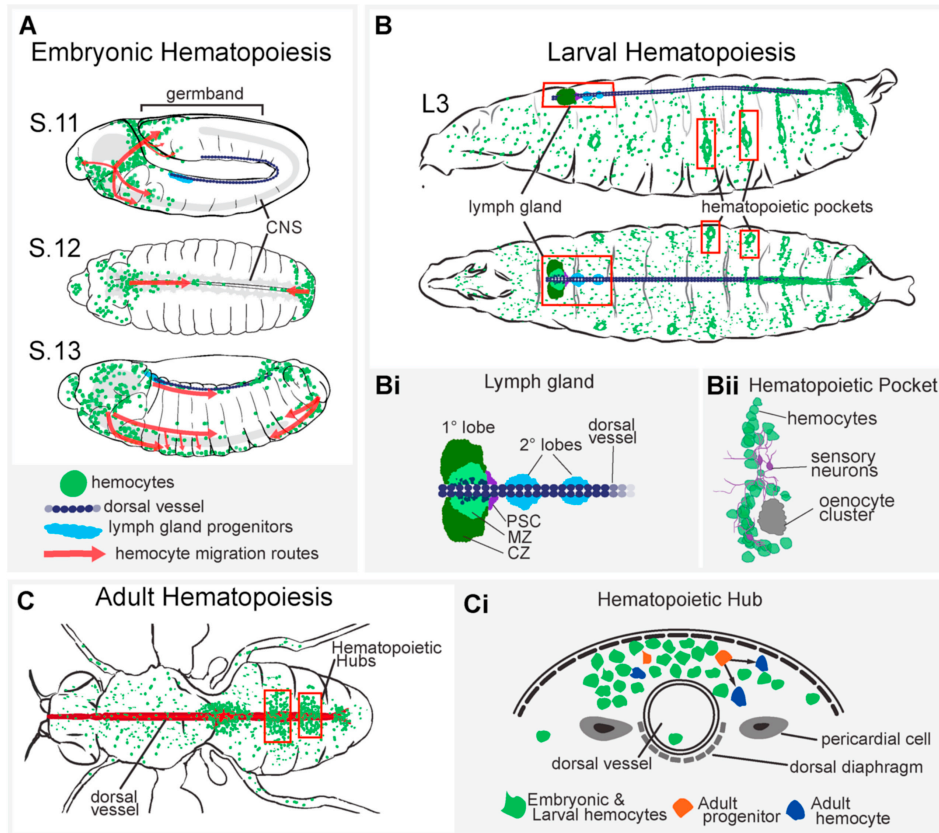 A
Embryonic Hematopoiesis
germband
S.11
CNS
S.12
S.13
hemocytes
dorsal vessel
lymph gland progenitors
hemocyte migration routes
B
Larval Hematopoiesis
L3
lymph gland
hematopoietic pockets
Bi
Lymph gland
1° lobe
2° lobes
dorsal
vessel
PSC
MZ
CZ
Bii
Hematopoietic Pocket
hemocytes
sensory
neurons
oenocyte
cluster
C
Adult Hematopoiesis
Hematopoietic
Hubs
dorsal
vessel
Ci
Hematopoietic Hub
pericardial cell
dorsal vessel
dorsal diaphragm
Embryonic &
Larval hemocytes
Adult
progenitor
Adult
hemocyte